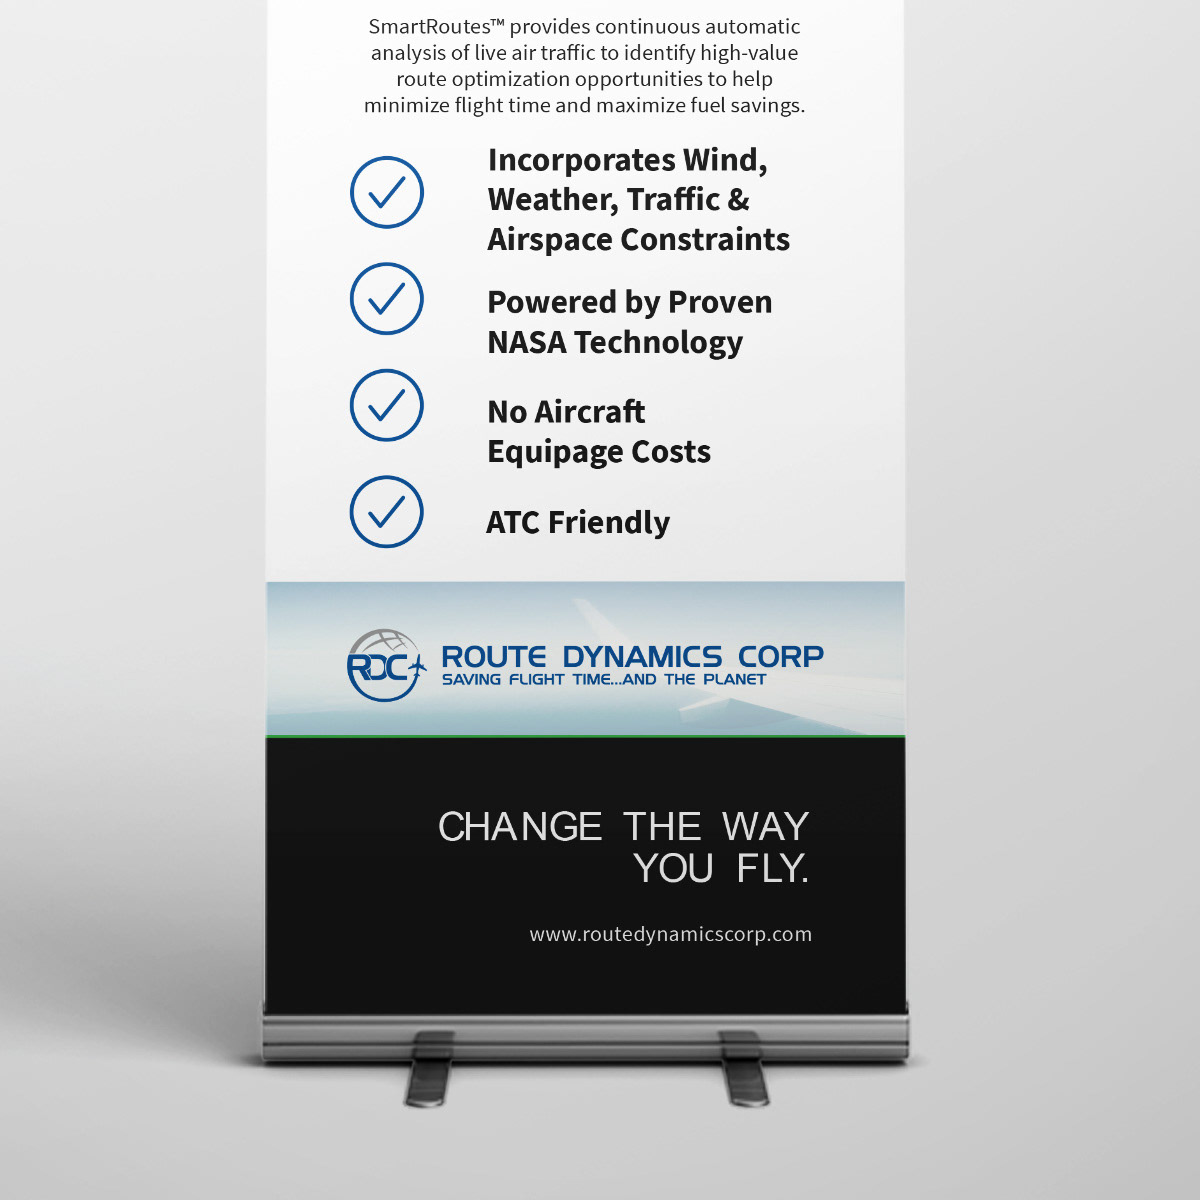 SmartRoutes™ provides continuous automatic
analysis of live air traffic to identify high-value
route optimization opportunities to help
minimize flight time and maximize fuel savings.
Incorporates Wind,
Weather, Traffic &
Airspace Constraints
Powered by Proven
NASA Technology
No Aircraft
Equipage Costs
ATC Friendly
RDC
ROUTE DYNAMICS CORP
SAVING FLIGHT TIME...AND THE PLANET
CHANGE THE WAY
YOU FLY.
www.routedynamicscorp.com